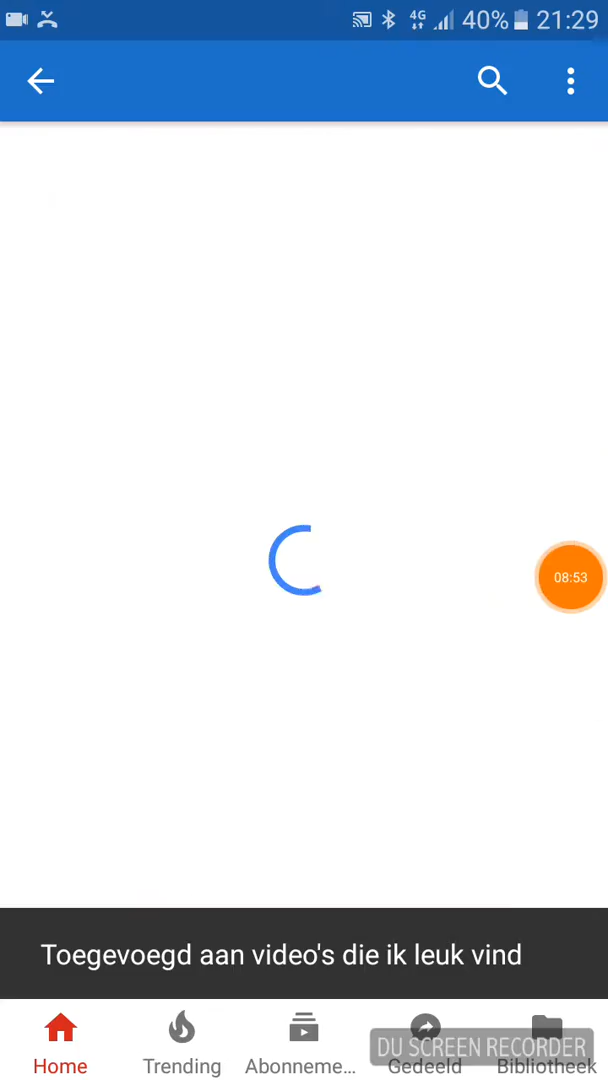 4G 40% 21:29
08:53
Toegevoegd aan video's die ik leuk vind
Home Trending Abonneme... Gedeeld Bibliotheek
DU SCREEN RECORDER